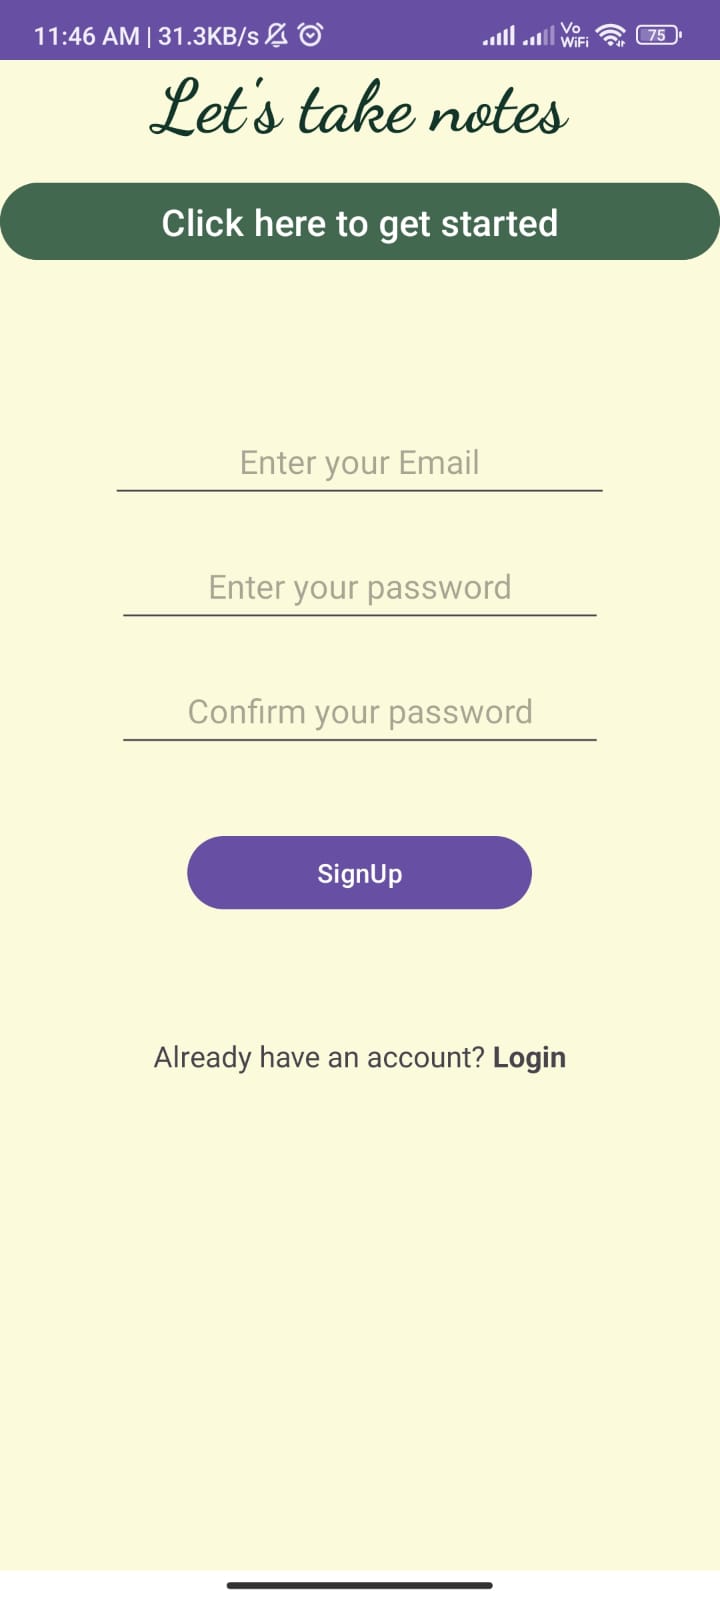 11:46 AM | 31.3KB/s Vo WiFi 75
Let's take notes
Click here to get started
Enter your Email
Enter your password
Confirm your password
SignUp
Already have an account? Login